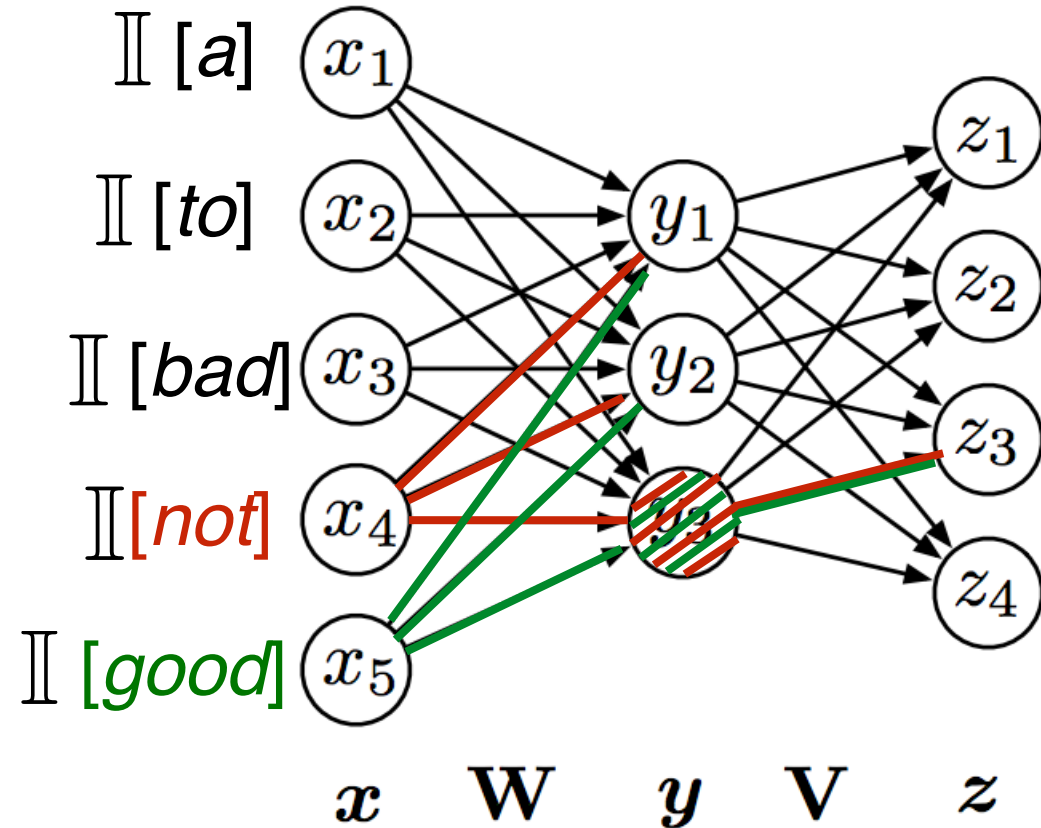 𝕀 [a] x₁
z₁
𝕀 [to] x₂ y₁
z₂
𝕀 [bad] x₃ y₂
z₃
𝕀[not] x₄ y₃
z₄
𝕀 [good] x₅
x W y V z